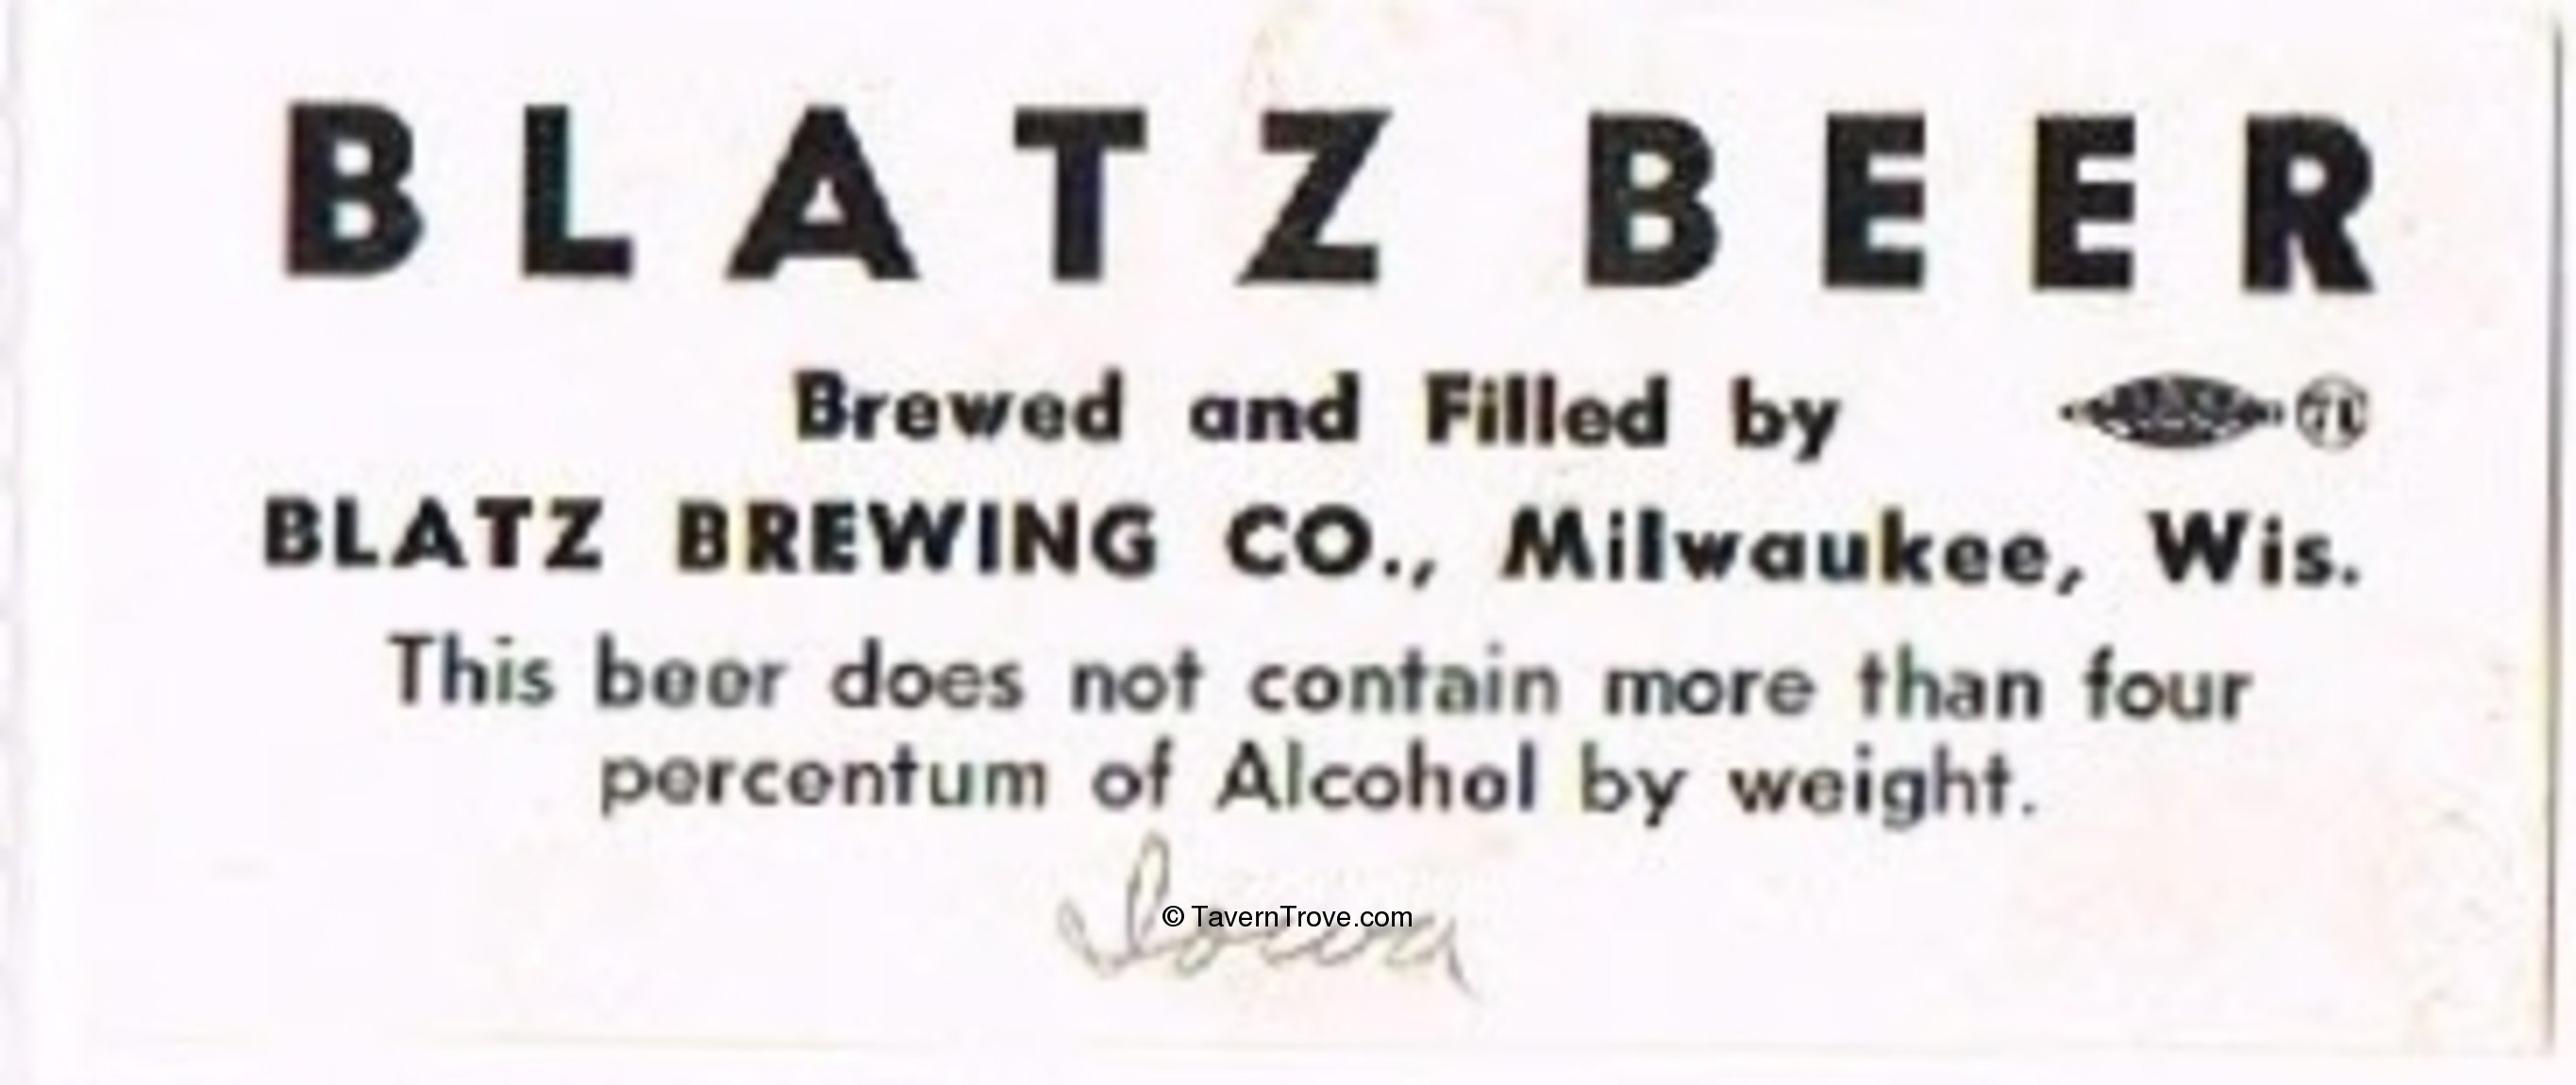 BLATZ BEER
Brewed and Filled by
BLATZ BREWING CO., Milwaukee, Wis.
This beer does not contain more than four
percentum of Alcohol by weight.
Iowa
© TavernTrove.com